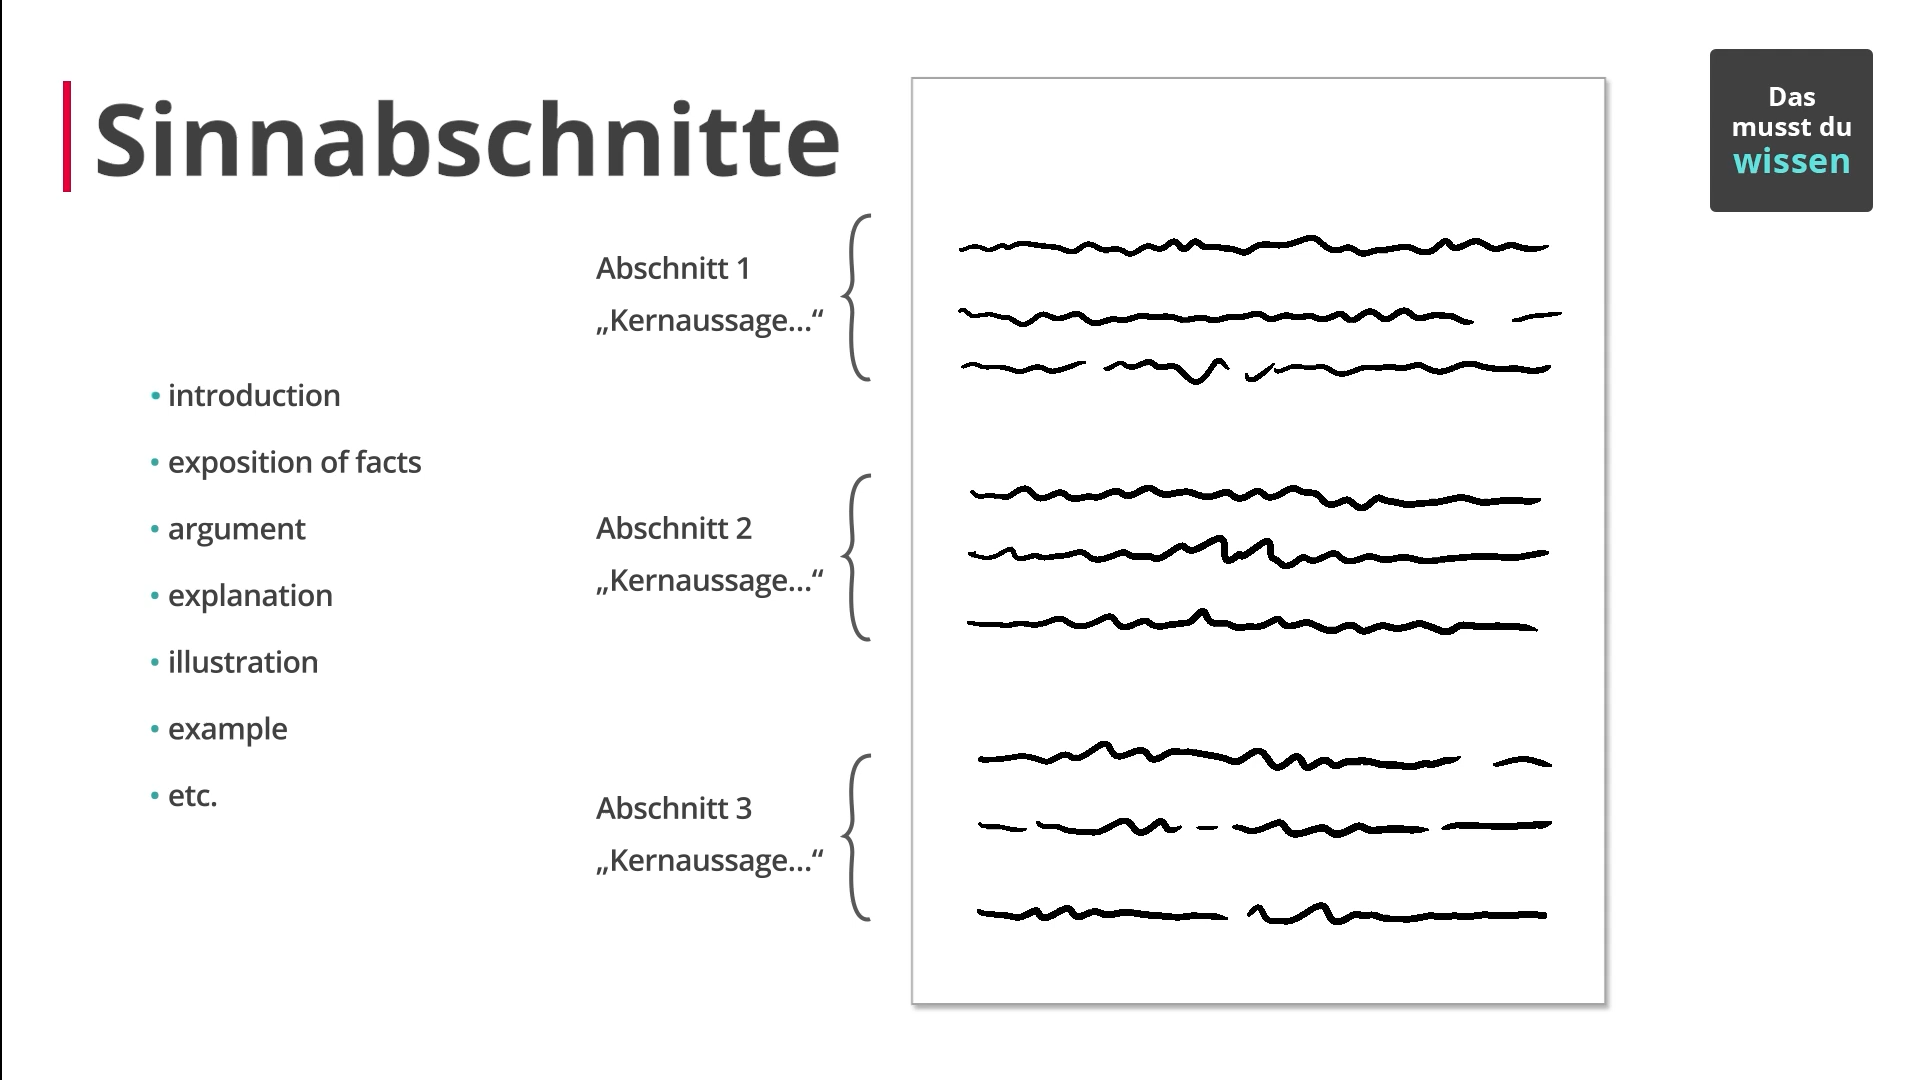 Sinnabschnitte
Das
musst du
wissen
• introduction
• exposition of facts
• argument
• explanation
• illustration
• example
• etc.
Abschnitt 1
„Kernaussage...“
Abschnitt 2
„Kernaussage...“
Abschnitt 3
„Kernaussage...“